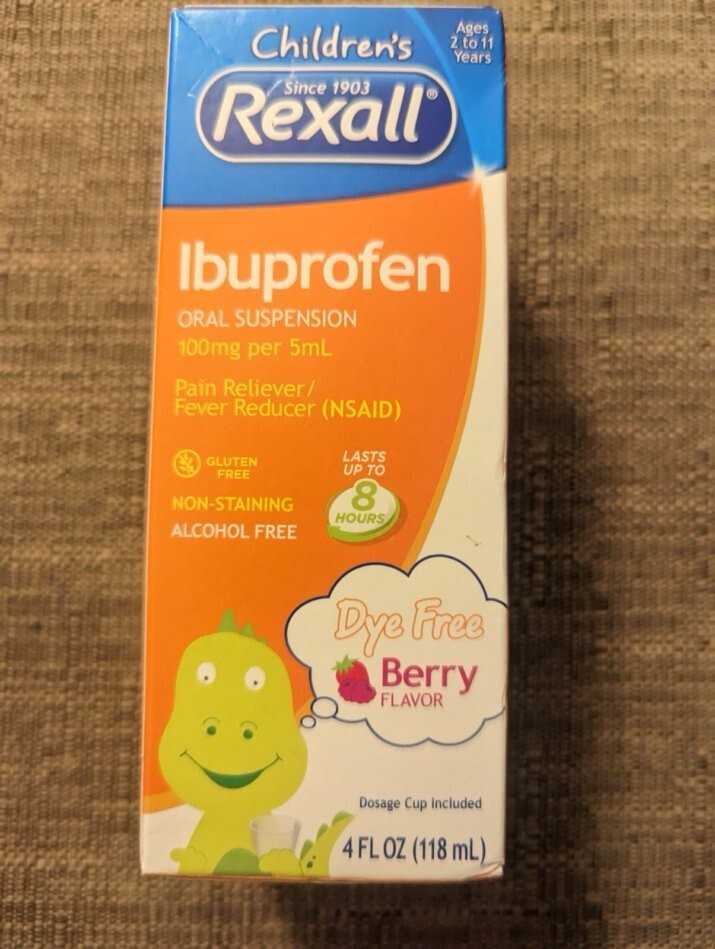 Children's
Ages
2 to 11
Years
Since 1903
Rexall®
Ibuprofen
ORAL SUSPENSION
100mg per 5mL
Pain Reliever/
Fever Reducer (NSAID)
GLUTEN
FREE
LASTS
UP TO
8
HOURS
NON-STAINING
ALCOHOL FREE
Dye Free
Berry
FLAVOR
Dosage Cup Included
4 FL OZ (118 mL)